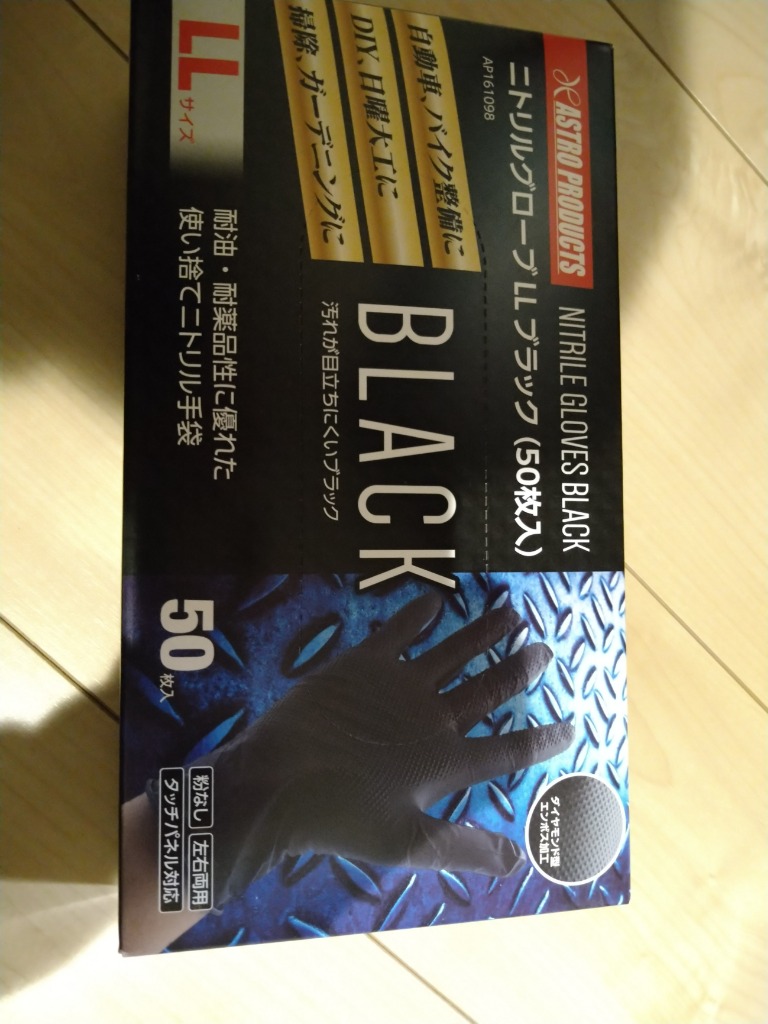 ASTRO PRODUCTS
NITRILE GLOVES BLACK
ニトリルグローブ LL ブラック (50枚入)
AP161098
自動車、バイク整備に
DIY、日曜大工に
掃除、ガーデニングに
BLACK
汚れが目立ちにくいブラック
LLサイズ
耐油・耐薬品性に優れた
使い捨てニトリル手袋
50枚入
ダイヤモンド型
エンボス加工
粉なし 左右両用
タッチパネル対応